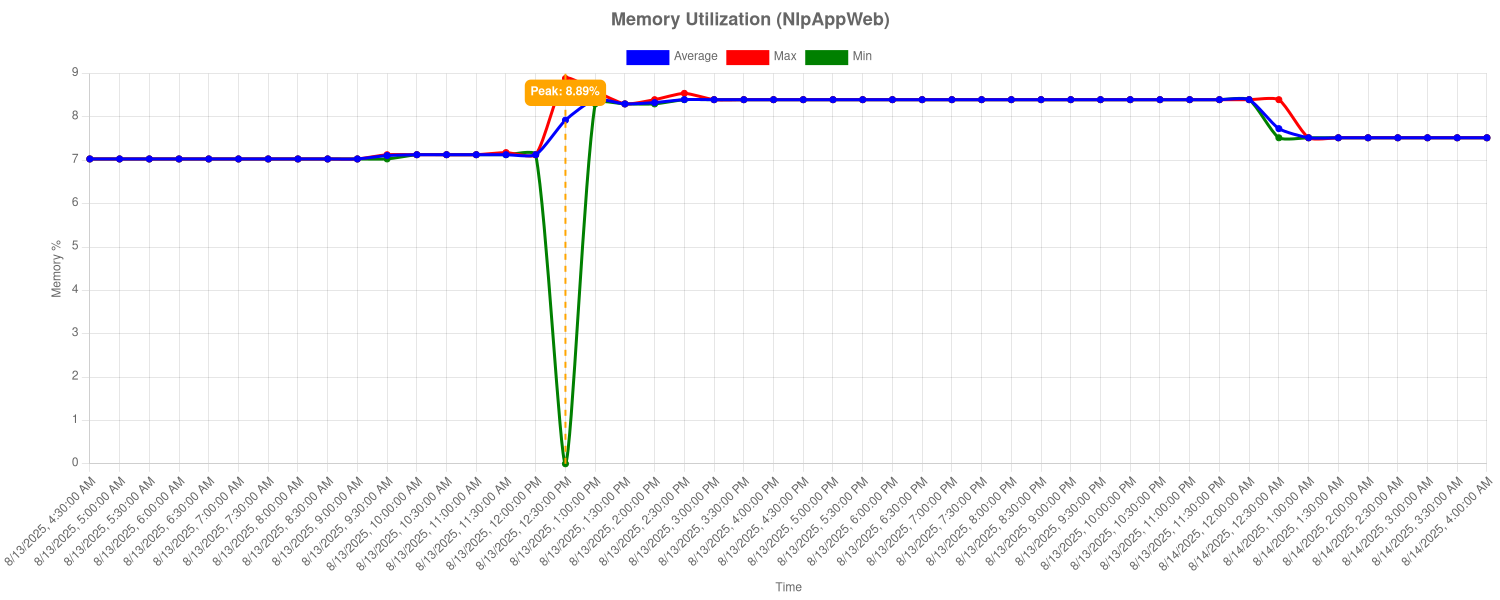 Memory Utilization (NlpAppWeb)
Average Max Min
Peak: 8.89%
9
8
7
6
5
4
3
2
1
0
Memory %
8/13/2025, 4:30:00 AM
8/13/2025, 5:00:00 AM
8/13/2025, 5:30:00 AM
8/13/2025, 6:00:00 AM
8/13/2025, 6:30:00 AM
8/13/2025, 7:00:00 AM
8/13/2025, 7:30:00 AM
8/13/2025, 8:00:00 AM
8/13/2025, 8:30:00 AM
8/13/2025, 9:00:00 AM
8/13/2025, 9:30:00 AM
8/13/2025, 10:00:00 AM
8/13/2025, 10:30:00 AM
8/13/2025, 11:00:00 AM
8/13/2025, 11:30:00 AM
8/13/2025, 12:00:00 PM
8/13/2025, 12:30:00 PM
8/13/2025, 1:00:00 PM
8/13/2025, 1:30:00 PM
8/13/2025, 2:00:00 PM
8/13/2025, 2:30:00 PM
8/13/2025, 3:00:00 PM
8/13/2025, 3:30:00 PM
8/13/2025, 4:00:00 PM
8/13/2025, 4:30:00 PM
8/13/2025, 5:00:00 PM
8/13/2025, 5:30:00 PM
8/13/2025, 6:00:00 PM
8/13/2025, 6:30:00 PM
8/13/2025, 7:00:00 PM
8/13/2025, 7:30:00 PM
8/13/2025, 8:00:00 PM
8/13/2025, 8:30:00 PM
8/13/2025, 9:00:00 PM
8/13/2025, 9:30:00 PM
8/13/2025, 10:00:00 PM
8/13/2025, 10:30:00 PM
8/13/2025, 11:00:00 PM
8/13/2025, 11:30:00 PM
8/14/2025, 12:00:00 AM
8/14/2025, 12:30:00 AM
8/14/2025, 1:00:00 AM
8/14/2025, 1:30:00 AM
8/14/2025, 2:00:00 AM
8/14/2025, 2:30:00 AM
8/14/2025, 3:00:00 AM
8/14/2025, 3:30:00 AM
8/14/2025, 4:00:00 AM
Time